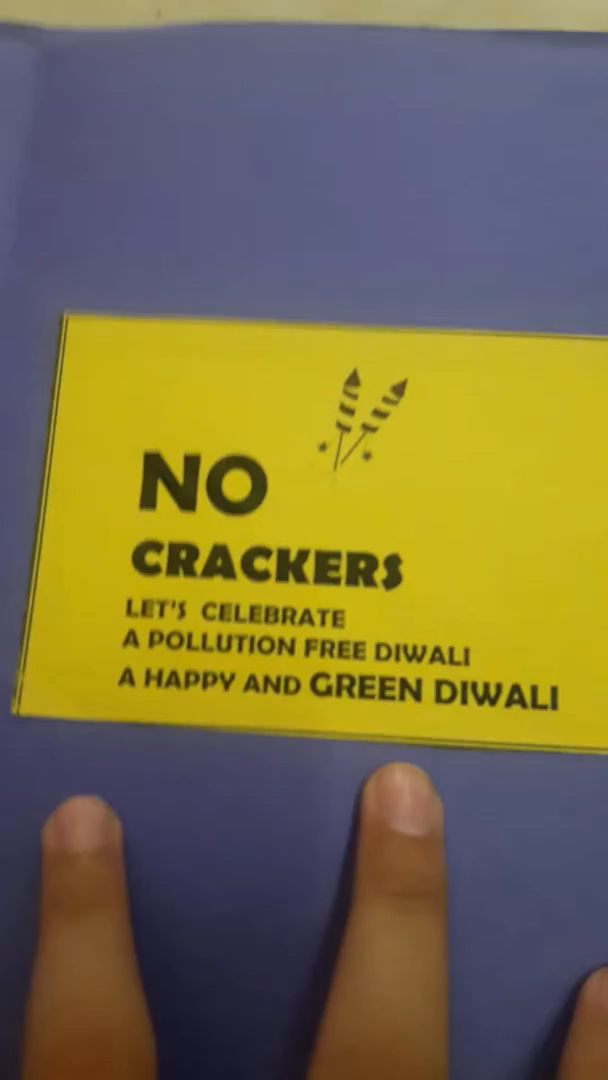 NO
CRACKERS
LET'S CELEBRATE
A POLLUTION FREE DIWALI
A HAPPY AND GREEN DIWALI